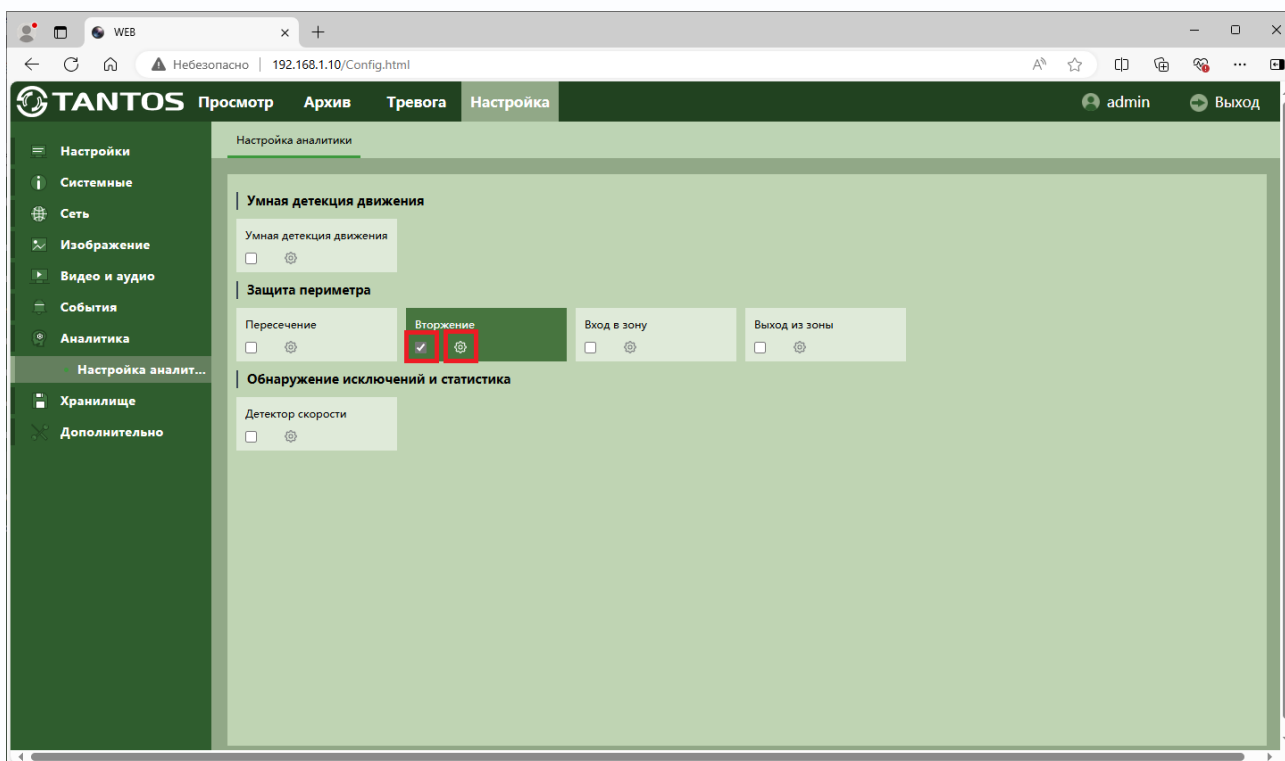 WEB
Небезопасно 192.168.1.10/Config.html
TANTOS Просмотр Архив Тревога Настройка admin Выход
Настройка аналитики
Настройки
Системные
Сеть
Изображение
Видео и аудио
События
Аналитика
Настройка аналит...
Хранилище
Дополнительно
Умная детекция движения
Умная детекция движения
Защита периметра
Пересечение Вторжение Вход в зону Выход из зоны
Обнаружение исключений и статистика
Детектор скорости